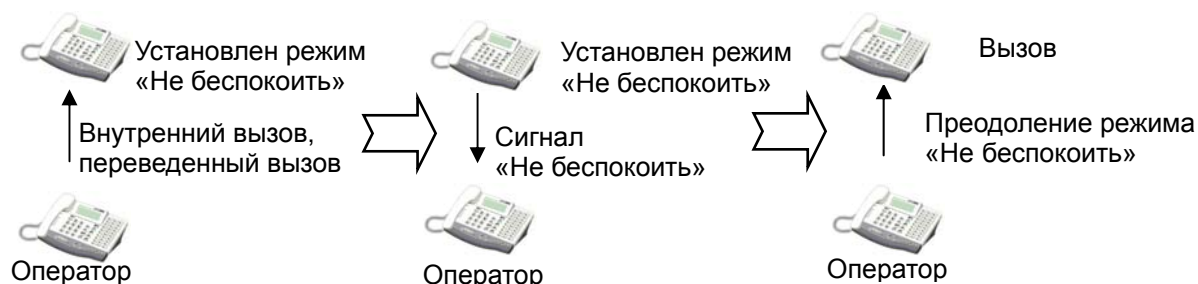 Установлен режим
«Не беспокоить»
Внутренний вызов,
переведенный вызов
Оператор
Установлен режим
«Не беспокоить»
Сигнал
«Не беспокоить»
Оператор
Вызов
Преодоление режима
«Не беспокоить»
Оператор